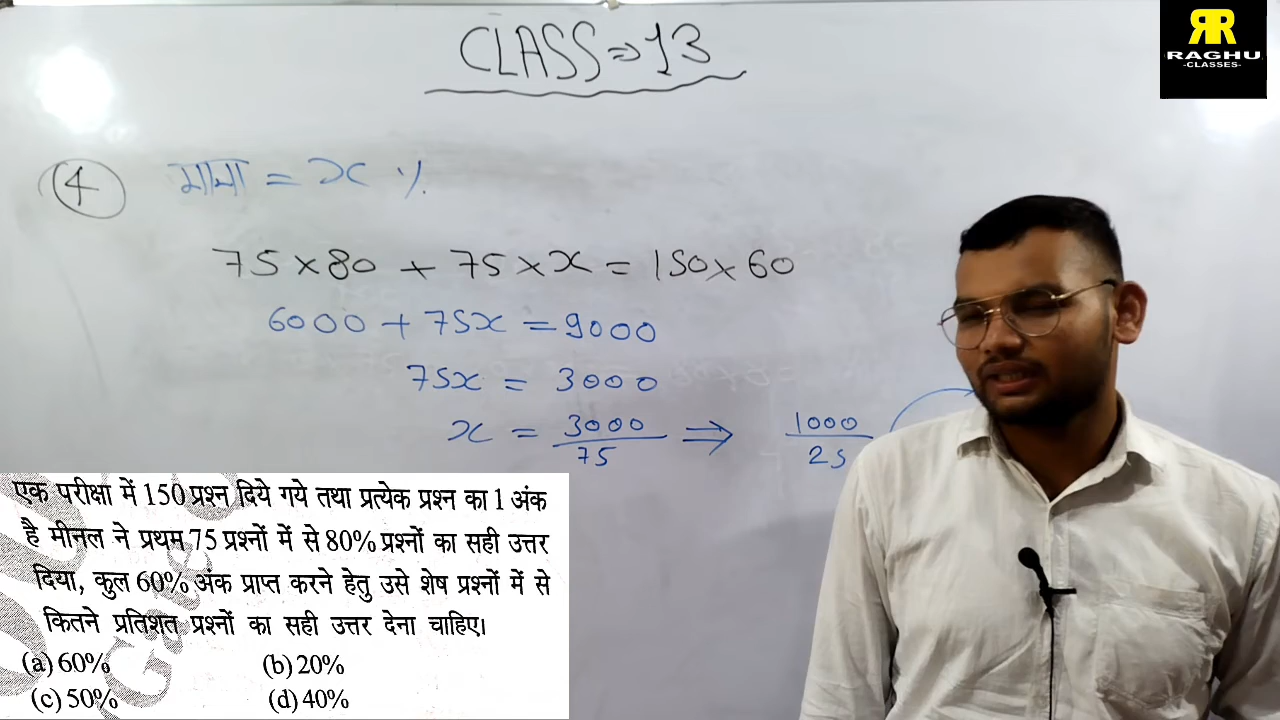 CLASS ⇒ 13
RR
RAGHU
-CLASSES-
④ माना = x %
75 × 80 + 75 × x = 150 × 60
6000 + 75x = 9000
75x = 3000
x = 3000/75 ⇒ 1000/25
एक परीक्षा में 150 प्रश्न दिये गये तथा प्रत्येक प्रश्न का 1 अंक
है मीनल ने प्रथम 75 प्रश्नों में से 80% प्रश्नों का सही उत्तर
दिया, कुल 60% अंक प्राप्त करने हेतु उसे शेष प्रश्नों में से
कितने प्रतिशत प्रश्नों का सही उत्तर देना चाहिए।
(a) 60% (b) 20%
(c) 50% (d) 40%